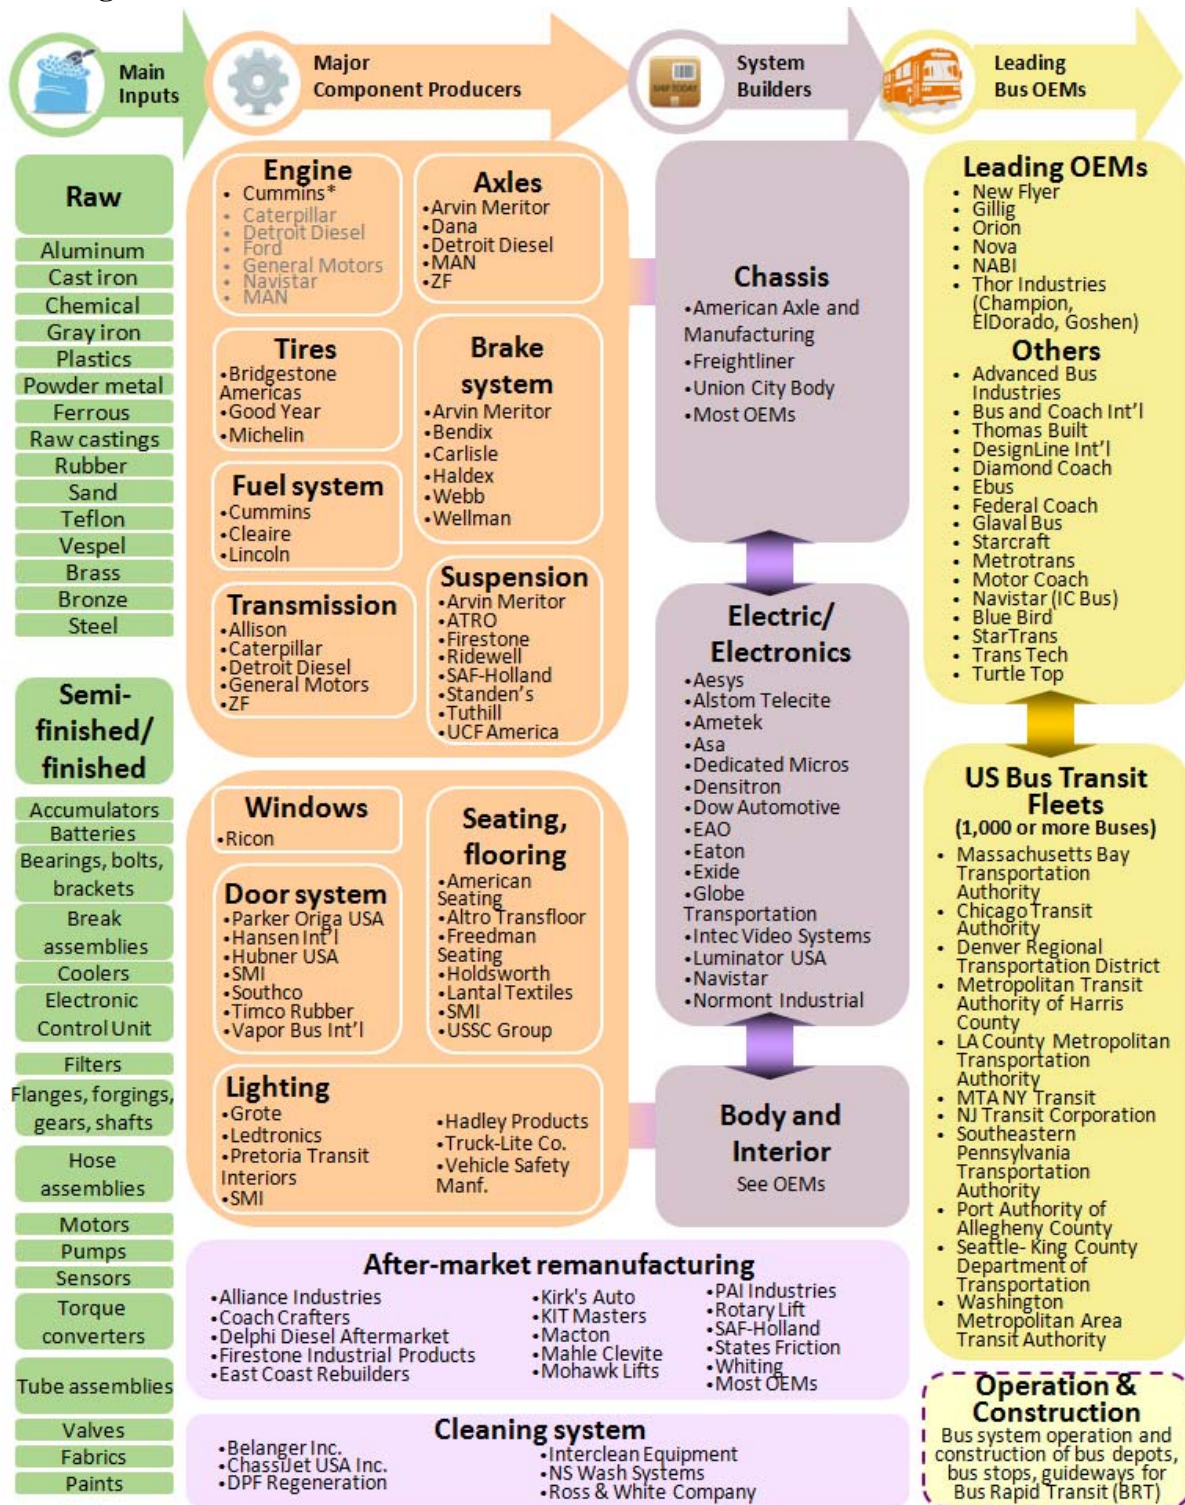 Main
Inputs
Major
Component Producers
SHIP TODAY
System
Builders
Leading
Bus OEMs
Raw
Aluminum
Cast iron
Chemical
Gray iron
Plastics
Powder metal
Ferrous
Raw castings
Rubber
Sand
Teflon
Vespel
Brass
Bronze
Steel
Semi-
finished/
finished
Accumulators
Batteries
Bearings, bolts,
brackets
Break
assemblies
Coolers
Electronic
Control Unit
Filters
Flanges, forgings,
gears, shafts
Hose
assemblies
Motors
Pumps
Sensors
Torque
converters
Tube assemblies
Valves
Fabrics
Paints
Engine
• Cummins*
• Caterpillar
• Detroit Diesel
• Ford
• General Motors
• Navistar
• MAN
Tires
•Bridgestone
Americas
•Good Year
•Michelin
Fuel system
•Cummins
•Cleaire
•Lincoln
Transmission
•Allison
•Caterpillar
•Detroit Diesel
•General Motors
•ZF
Axles
•Arvin Meritor
•Dana
•Detroit Diesel
•MAN
•ZF
Brake
system
•Arvin Meritor
•Bendix
•Carlisle
•Haldex
•Webb
•Wellman
Suspension
•Arvin Meritor
•ATRO
•Firestone
•Ridewell
•SAF-Holland
•Standen's
•Tuthill
•UCF America
Windows
•Ricon
Door system
•Parker Origa USA
•Hansen Int'l
•Hubner USA
•SMI
•Southco
•Timco Rubber
•Vapor Bus Int'l
Seating,
flooring
•American
Seating
•Altro Transfloor
•Freedman
Seating
•Holdsworth
•Lantal Textiles
•SMI
•USSC Group
Lighting
•Grote
•Ledtronics
•Pretoria Transit
Interiors
•SMI
•Hadley Products
•Truck-Lite Co.
•Vehicle Safety
Manf.
Chassis
•American Axle and
Manufacturing
•Freightliner
•Union City Body
•Most OEMs
Electric/
Electronics
•Aesys
•Alstom Telecite
•Ametek
•Asa
•Dedicated Micros
•Densitron
•Dow Automotive
•EAO
•Eaton
•Exide
•Globe
Transportation
•Intec Video Systems
•Luminator USA
•Navistar
•Normont Industrial
Body and
Interior
See OEMs
After-market remanufacturing
•Alliance Industries
•Coach Crafters
•Delphi Diesel Aftermarket
•Firestone Industrial Products
•East Coast Rebuilders
•Kirk's Auto
•KIT Masters
•Macton
•Mahle Clevite
•Mohawk Lifts
•PAI Industries
•Rotary Lift
•SAF-Holland
•States Friction
•Whiting
•Most OEMs
Cleaning system
•Belanger Inc.
•ChassiJet USA Inc.
•DPF Regeneration
•Interclean Equipment
•NS Wash Systems
•Ross & White Company
Leading OEMs
• New Flyer
• Gillig
• Orion
• Nova
• NABI
• Thor Industries
(Champion,
ElDorado, Goshen)
Others
• Advanced Bus
Industries
• Bus and Coach Int'l
• Thomas Built
• DesignLine Int'l
• Diamond Coach
• Ebus
• Federal Coach
• Glaval Bus
• Starcraft
• Metrotrans
• Motor Coach
• Navistar (IC Bus)
• Blue Bird
• StarTrans
• Trans Tech
• Turtle Top
US Bus Transit
Fleets
(1,000 or more Buses)
• Massachusetts Bay
Transportation
Authority
• Chicago Transit
Authority
• Denver Regional
Transportation District
• Metropolitan Transit
Authority of Harris
County
• LA County Metropolitan
Transportation
Authority
• MTA NY Transit
• NJ Transit Corporation
• Southeastern
Pennsylvania
Transportation
Authority
• Port Authority of
Allegheny County
• Seattle- King County
Department of
Transportation
• Washington
Metropolitan Area
Transit Authority
Operation &
Construction
Bus system operation and
construction of bus depots,
bus stops, guideways for
Bus Rapid Transit (BRT)